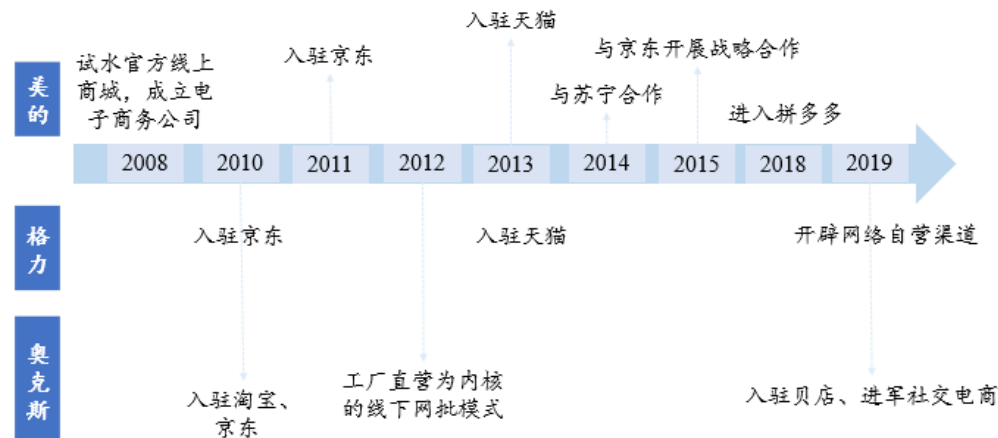 入驻天猫
入驻京东
与京东开展战略合作
试水官方线上
商城，成立电
子商务公司
与苏宁合作
进入拼多多
美的
2008 2010 2011 2012 2013 2014 2015 2018 2019
格力
入驻京东
入驻天猫
开辟网络自营渠道
奥克斯
入驻淘宝、
京东
工厂直营为内核
的线下网批模式
入驻贝店、进军社交电商